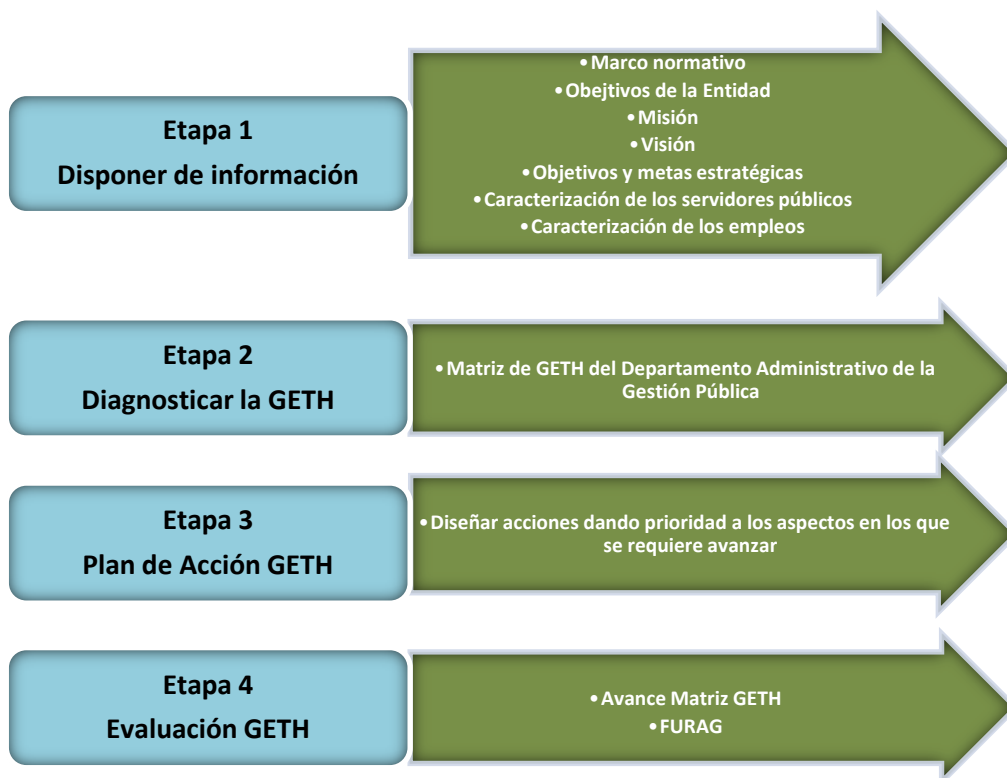 Etapa 1
Disponer de información
•Marco normativo
•Obejtivos de la Entidad
•Misión
•Visión
•Objetivos y metas estratégicas
•Caracterización de los servidores públicos
•Caracterización de los empleos
Etapa 2
Diagnosticar la GETH
•Matriz de GETH del Departamento Administrativo de la
Gestión Pública
Etapa 3
Plan de Acción GETH
•Diseñar acciones dando prioridad a los aspectos en los que
se requiere avanzar
Etapa 4
Evaluación GETH
•Avance Matriz GETH
•FURAG